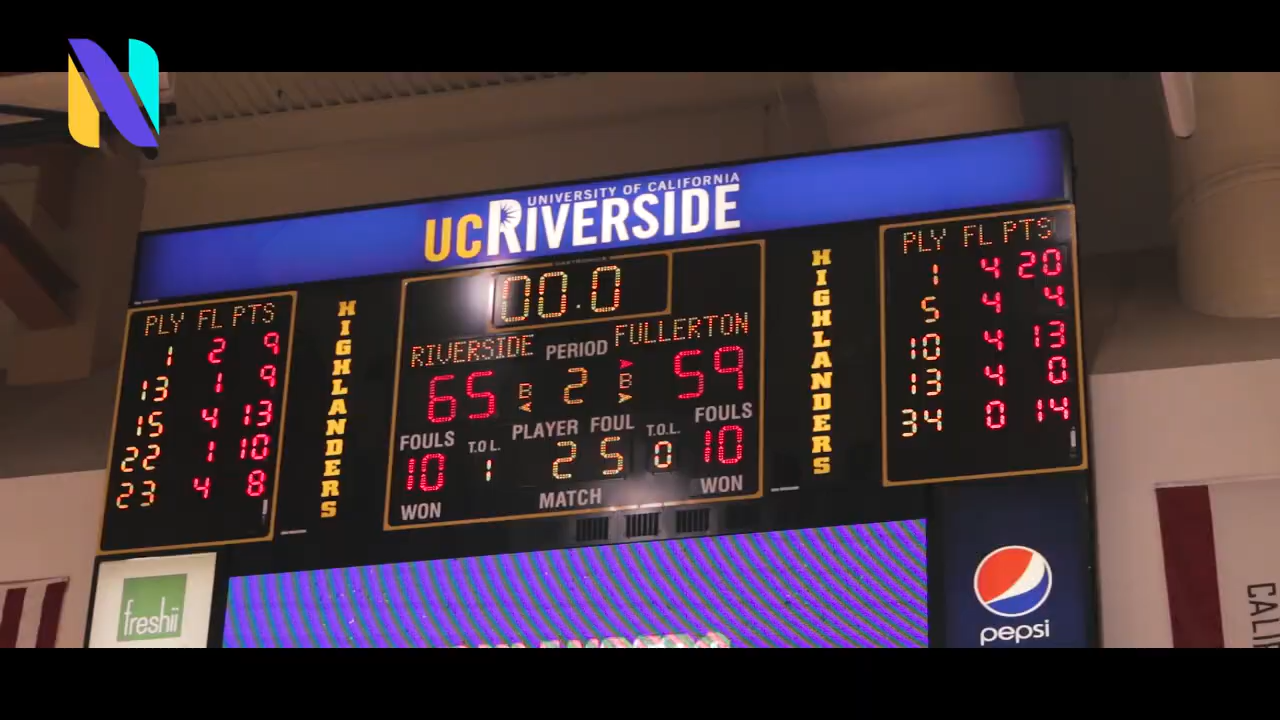 UNIVERSITY OF CALIFORNIA
UCRIVERSIDE
PLY FL PTS
1 2 9
13 1 9
15 4 13
22 1 10
23 4 8
HIGHLANDERS
DAKTRONICS
00.0
RIVERSIDE PERIOD FULLERTON
65 B 2 B 59
FOULS T.O.L. PLAYER FOUL T.O.L. FOULS
10 1 2 5 0 10
WON MATCH WON
HIGHLANDERS
PLY FL PTS
1 4 20
5 4 4
10 4 13
13 4 0
34 0 14
freshii
pepsi